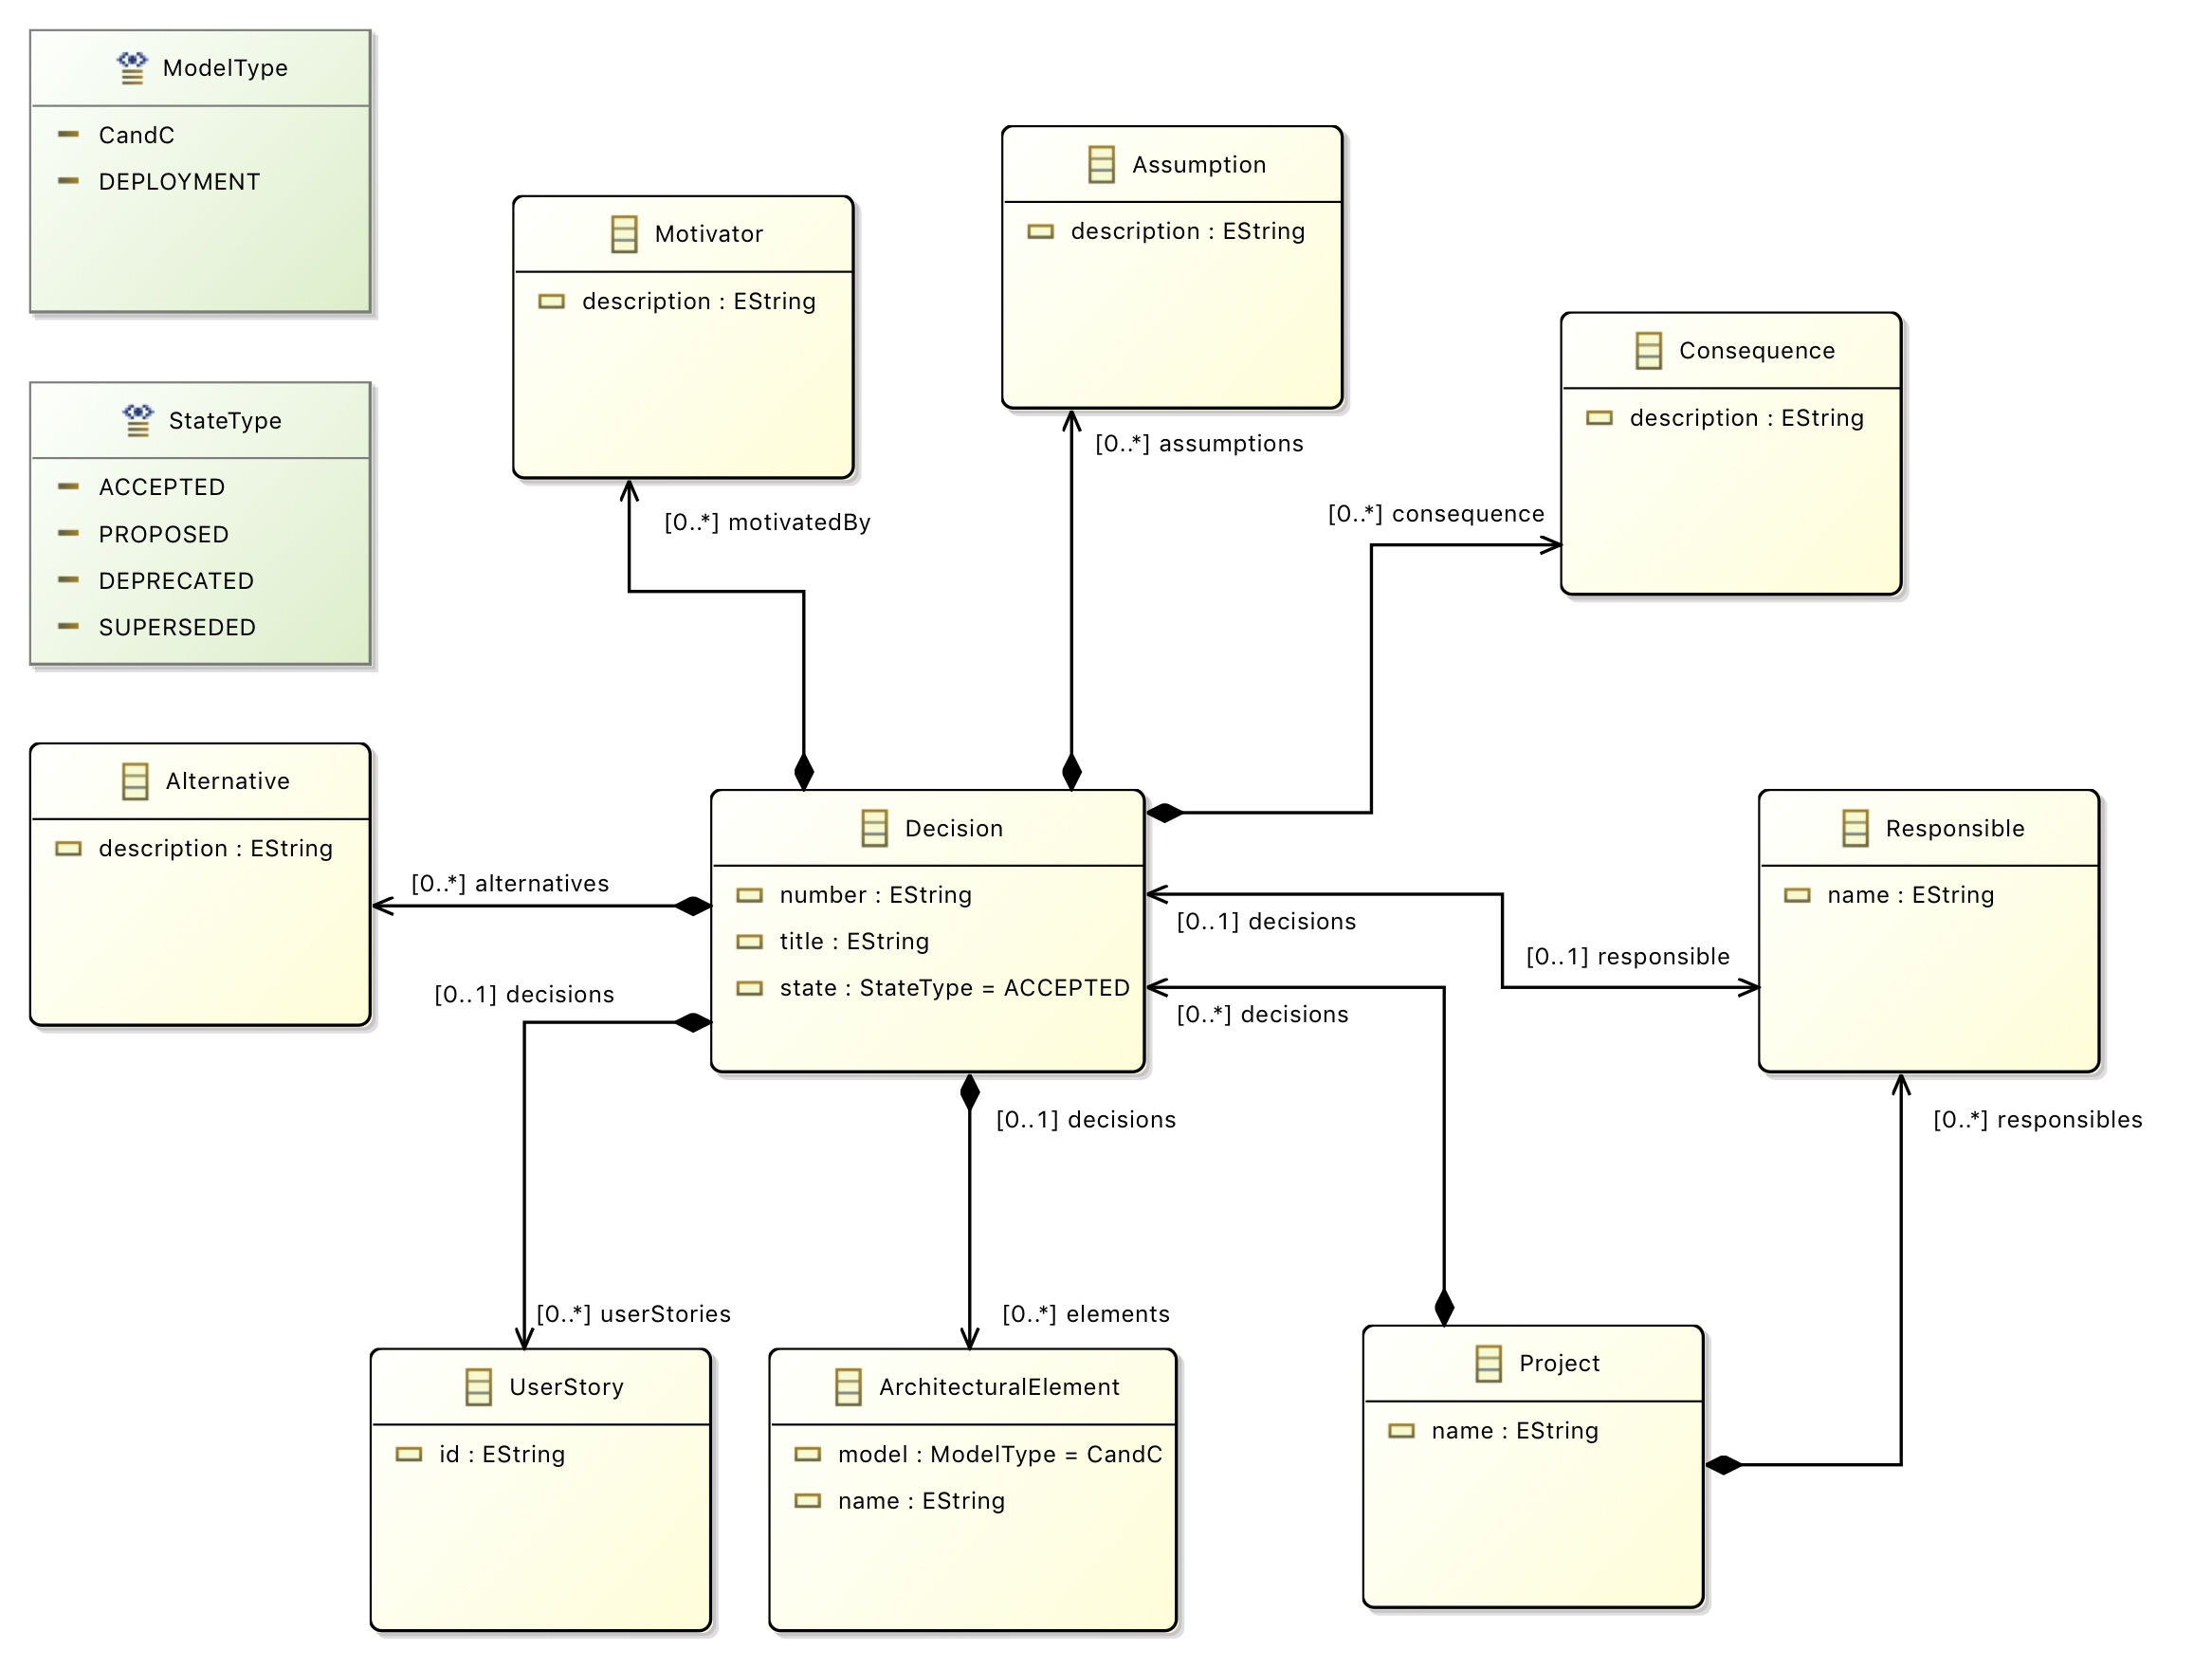 ModelType
CandC
DEPLOYMENT
Assumption
description : EString
Motivator
description : EString
Consequence
description : EString
StateType
ACCEPTED
PROPOSED
DEPRECATED
SUPERSEDED
[0..*] assumptions
[0..*] consequence
[0..*] motivatedBy
Alternative
description : EString
[0..*] alternatives
[0..1] decisions
Decision
number : EString
title : EString
state : StateType = ACCEPTED
[0..1] decisions
[0..*] decisions
[0..1] responsible
Responsible
name : EString
[0..1] decisions
[0..*] responsibles
[0..*] userStories
[0..*] elements
UserStory
id : EString
ArchitecturalElement
model : ModelType = CandC
name : EString
Project
name : EString